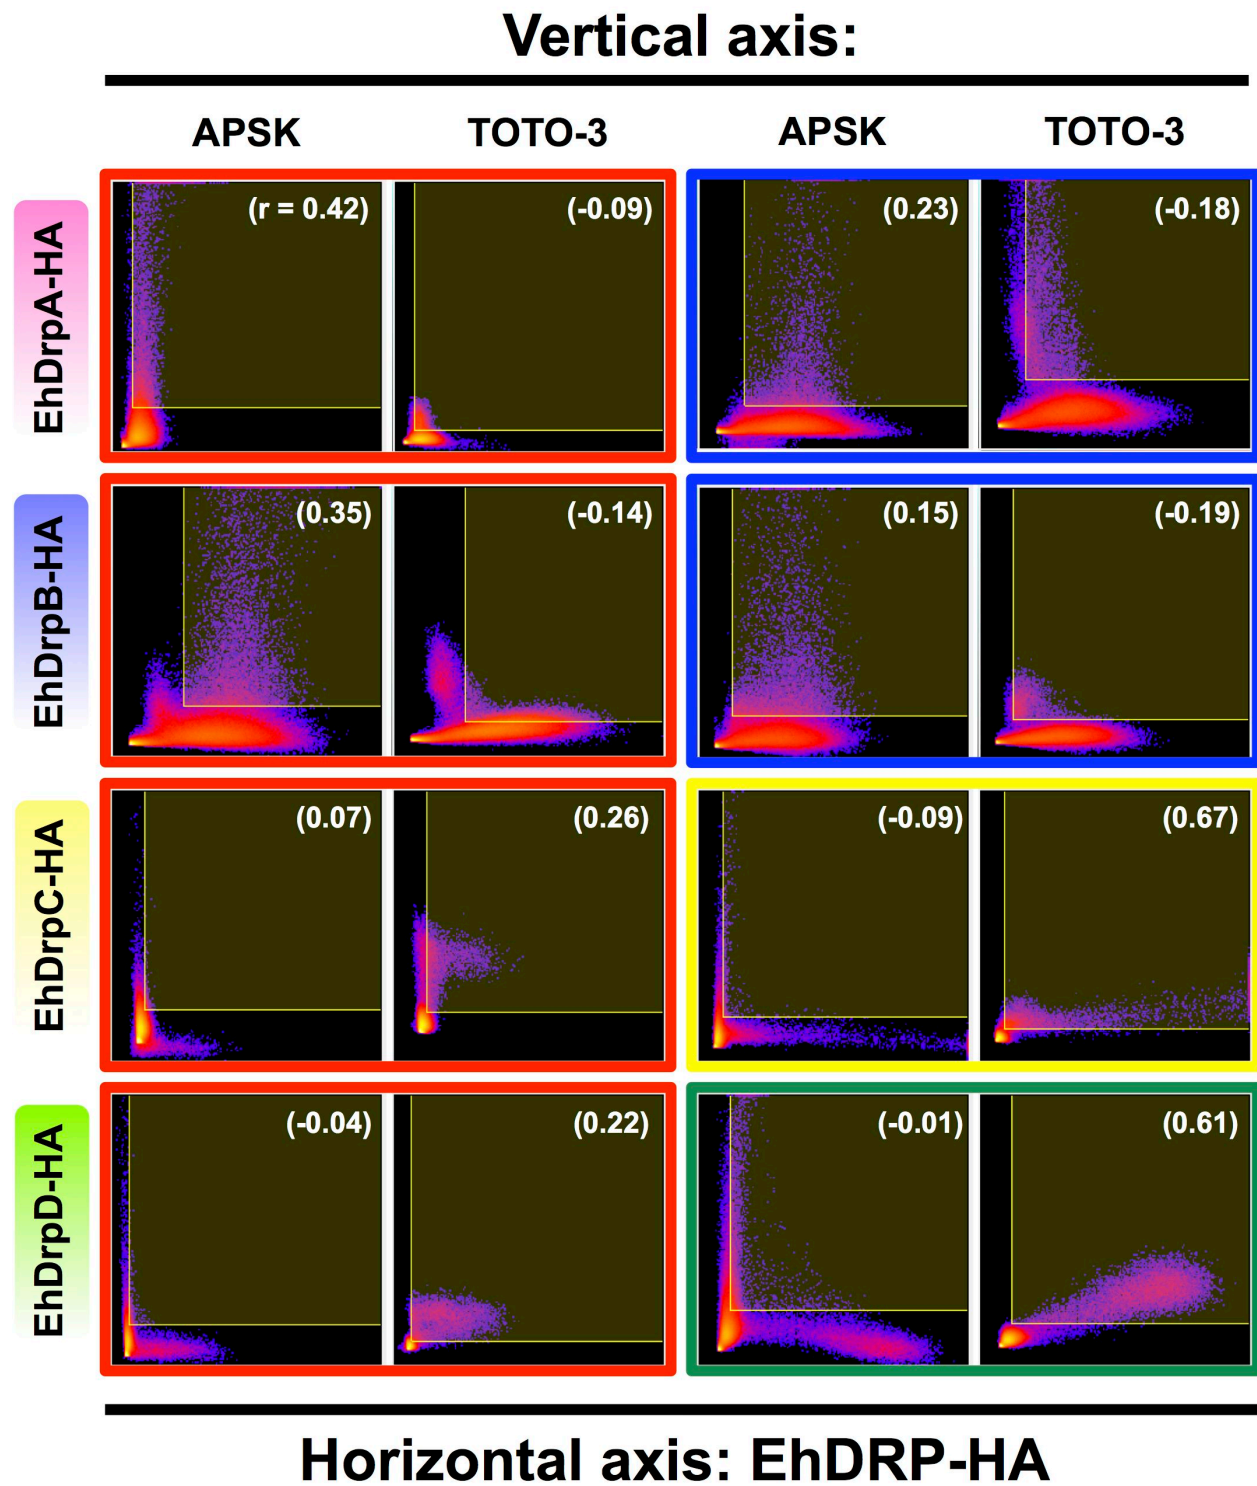 Vertical axis:
APSK TOTO-3 APSK TOTO-3
EhDrpA-HA
(r = 0.42) (-0.09) (0.23) (-0.18)
EhDrpB-HA
(0.35) (-0.14) (0.15) (-0.19)
EhDrpC-HA
(0.07) (0.26) (-0.09) (0.67)
EhDrpD-HA
(-0.04) (0.22) (-0.01) (0.61)
Horizontal axis: EhDRP-HA